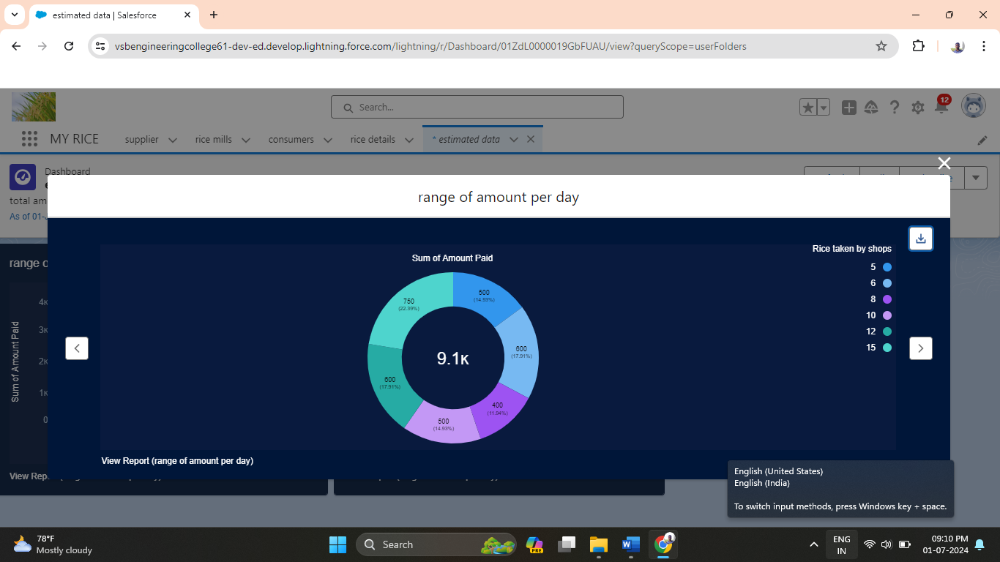 estimated data | Salesforce
vsbengineeringcollege61-dev-ed.develop.lightning.force.com/lightning/r/Dashboard/01ZdL0000019GbFUAU/view?queryScope=userFolders
Search...
12
MY RICE
supplier
rice mills
consumers
rice details
* estimated data
Dashboard
total am
As of 01-
range of amount per day
range o
Sum of Amount Paid
4K
3K
2K
1K
0
Sum of Amount Paid
500
(14.93%)
600
(17.91%)
400
(11.94%)
500
(14.93%)
600
(17.91%)
750
(22.39%)
9.1K
Rice taken by shops
5
6
8
10
12
15
View Report (range of amount per day)
View Rep
English (United States)
English (India)
To switch input methods, press Windows key + space.
78°F
Mostly cloudy
Search
PRE
ENG
IN
09:10 PM
01-07-2024